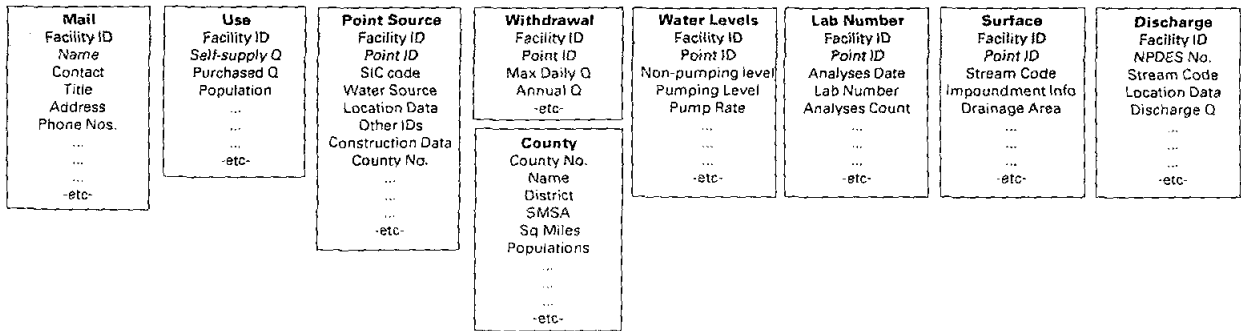 Mail
Facility ID
Name
Contact
Title
Address
Phone Nos.
...
...
...
-etc-
Use
Facility ID
Self-supply Q
Purchased Q
Population
...
...
...
-etc-
Point Source
Facility ID
Point ID
SIC code
Water Source
Location Data
Other IDs
Construction Data
County No.
...
...
...
-etc-
Withdrawal
Facility ID
Point ID
Max Daily Q
Annual Q
-etc-
County
County No.
Name
District
SMSA
Sq Miles
Populations
...
...
...
-etc-
Water Levels
Facility ID
Point ID
Non-pumping level
Pumping Level
Pump Rate
...
...
...
-etc-
Lab Number
Facility ID
Point ID
Analyses Date
Lab Number
Analyses Count
...
...
...
-etc-
Surface
Facility ID
Point ID
Stream Code
Impoundment Info
Drainage Area
...
...
...
-etc-
Discharge
Facility ID
NPDES No.
Stream Code
Location Data
Discharge Q
...
...
...
-etc-